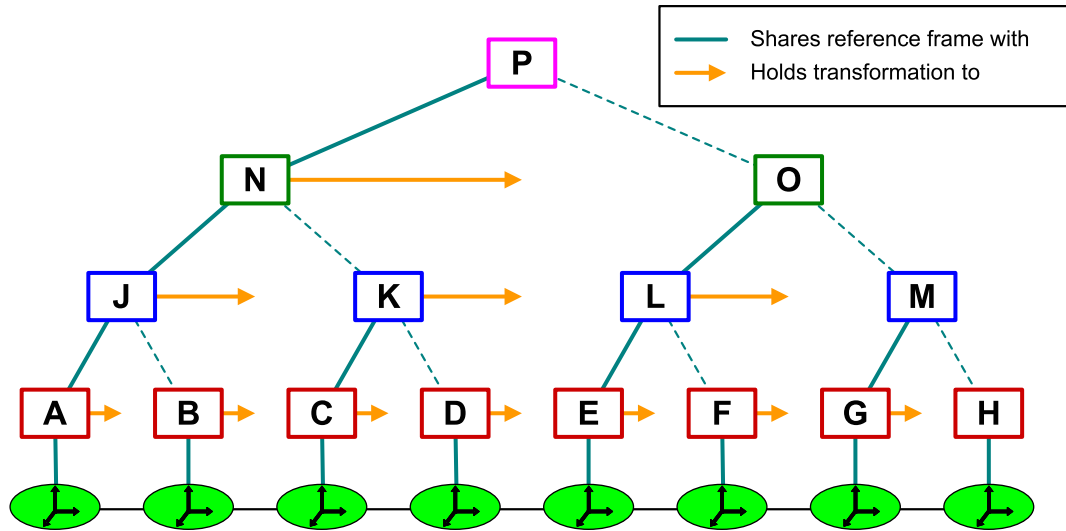 Shares reference frame with
Holds transformation to
P
N O
J K L M
A B C D E F G H